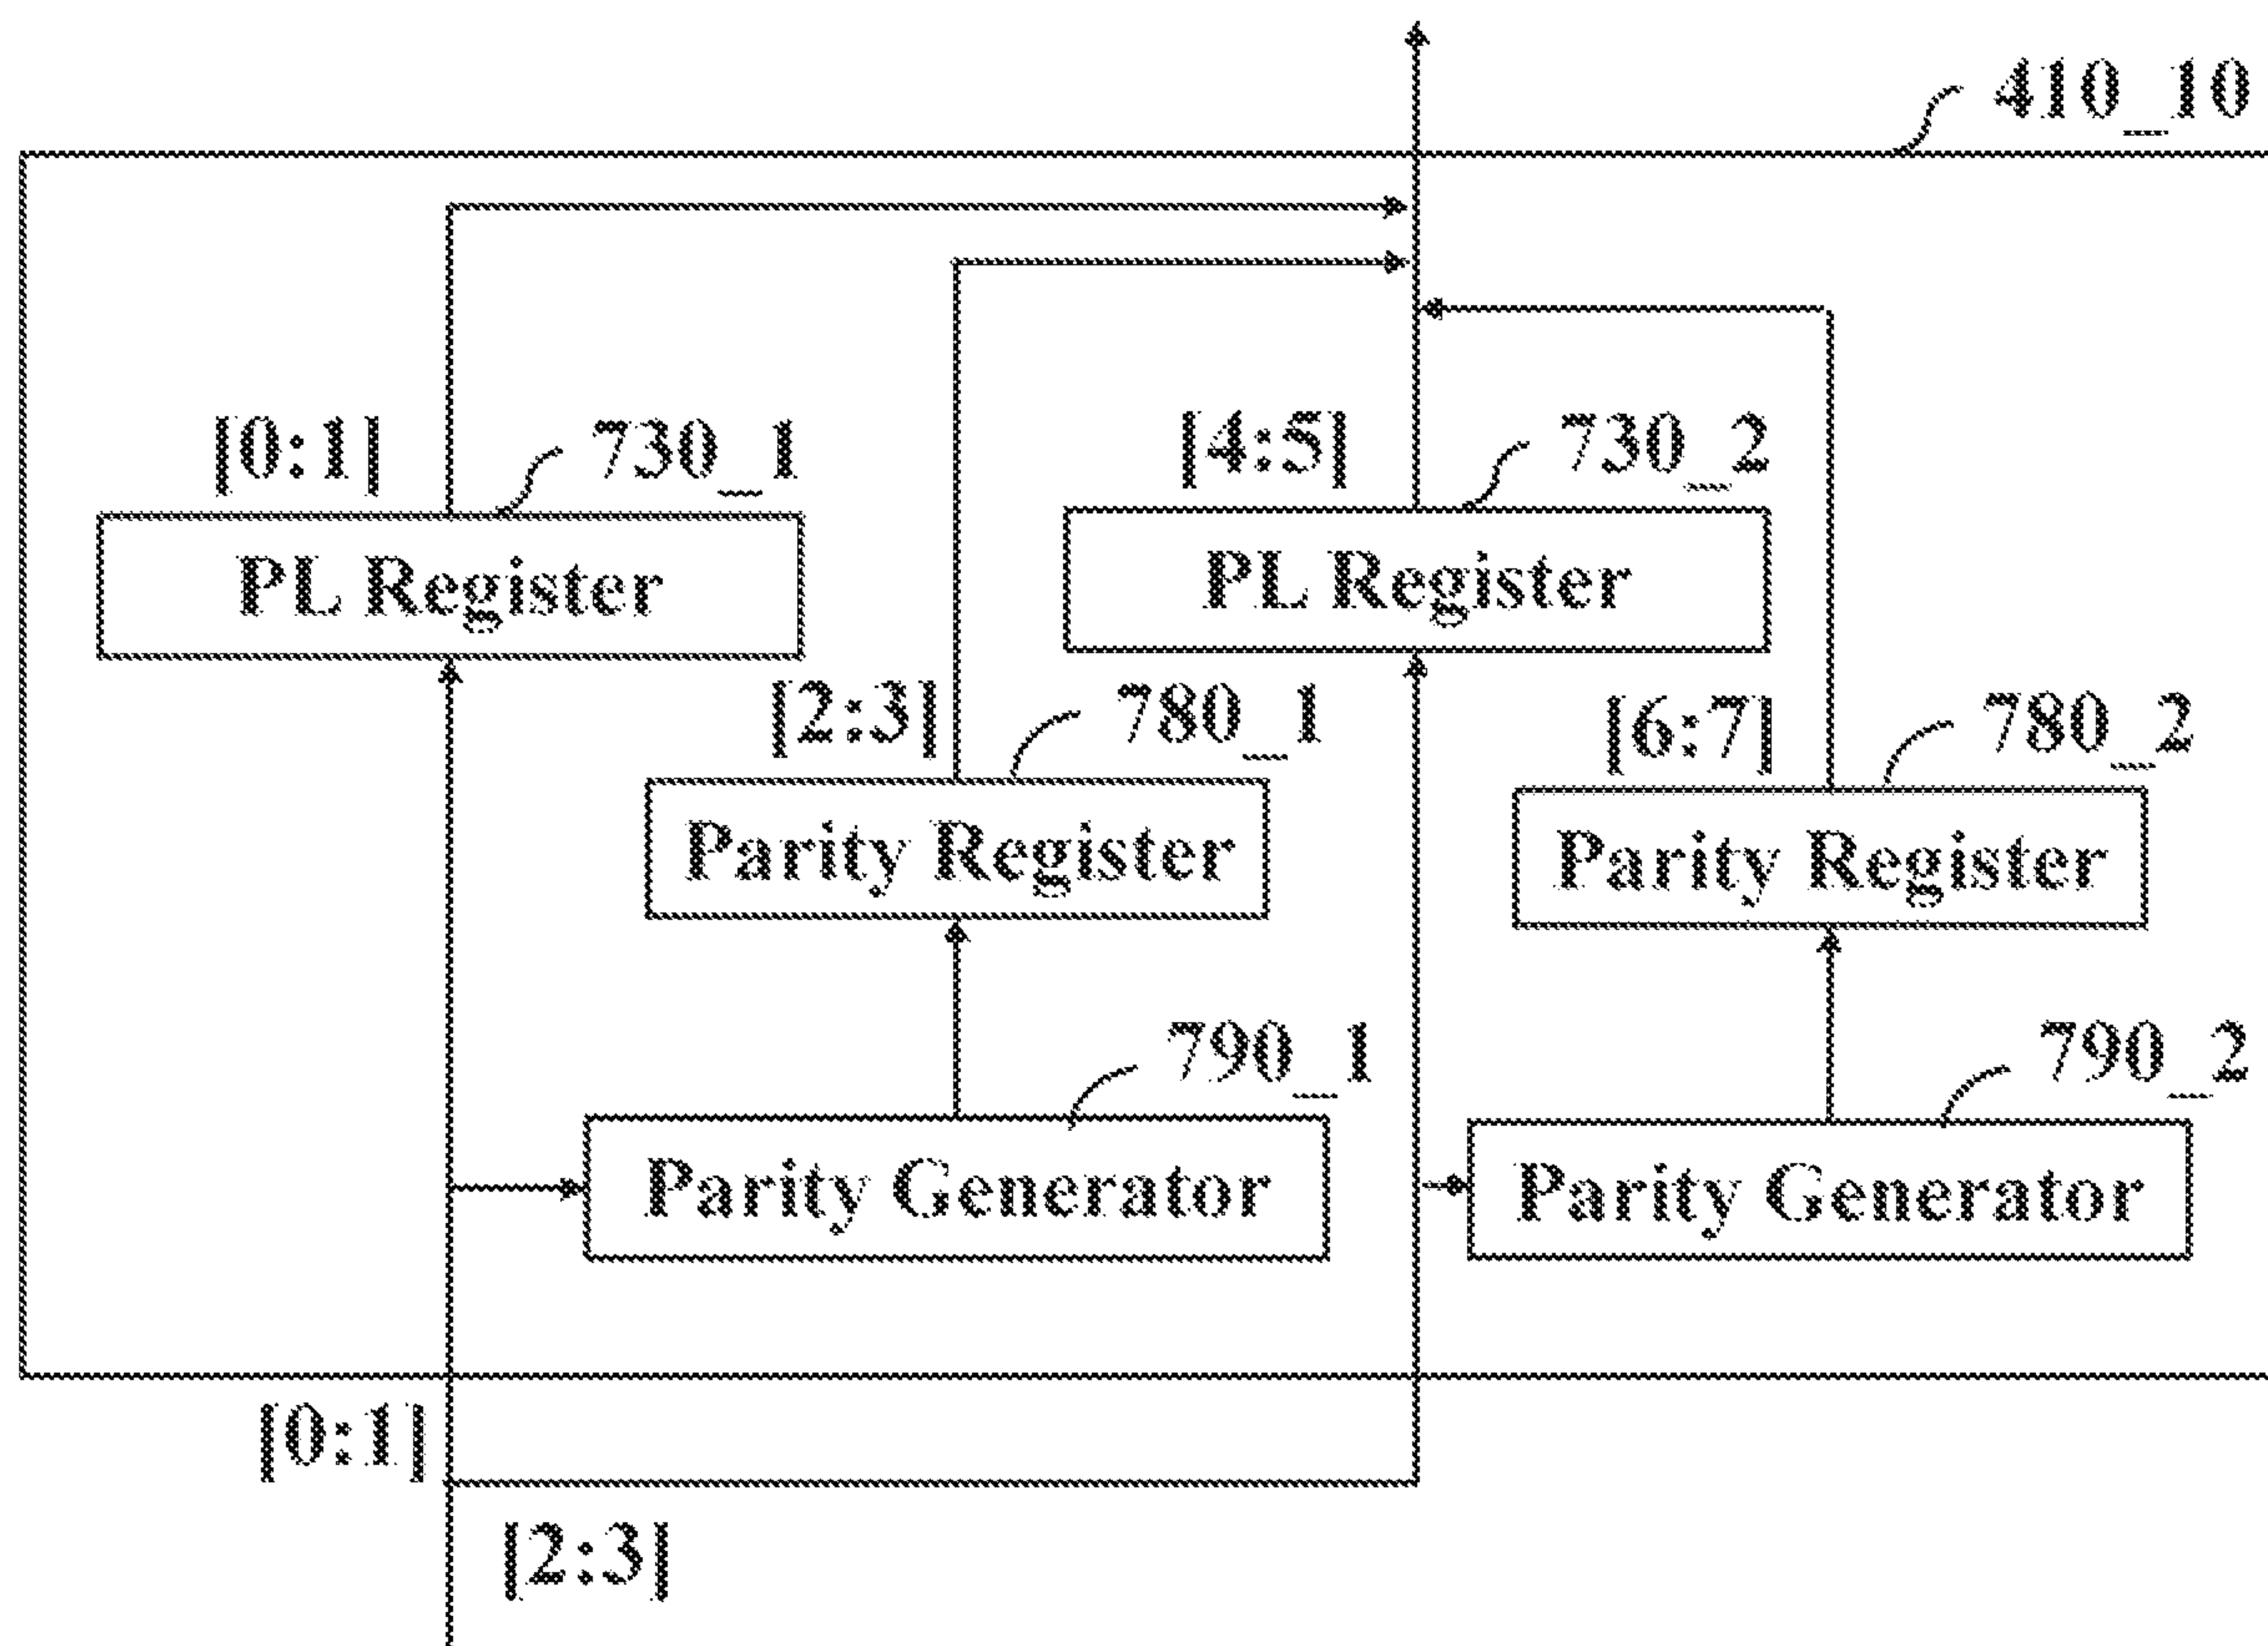 410_10
[0:1]
730_1
[4:5]
730_2
PL Register
PL Register
[2:3]
780_1
[6:7]
780_2
Parity Register
Parity Register
790_1
790_2
Parity Generator
Parity Generator
[0:1]
[2:3]